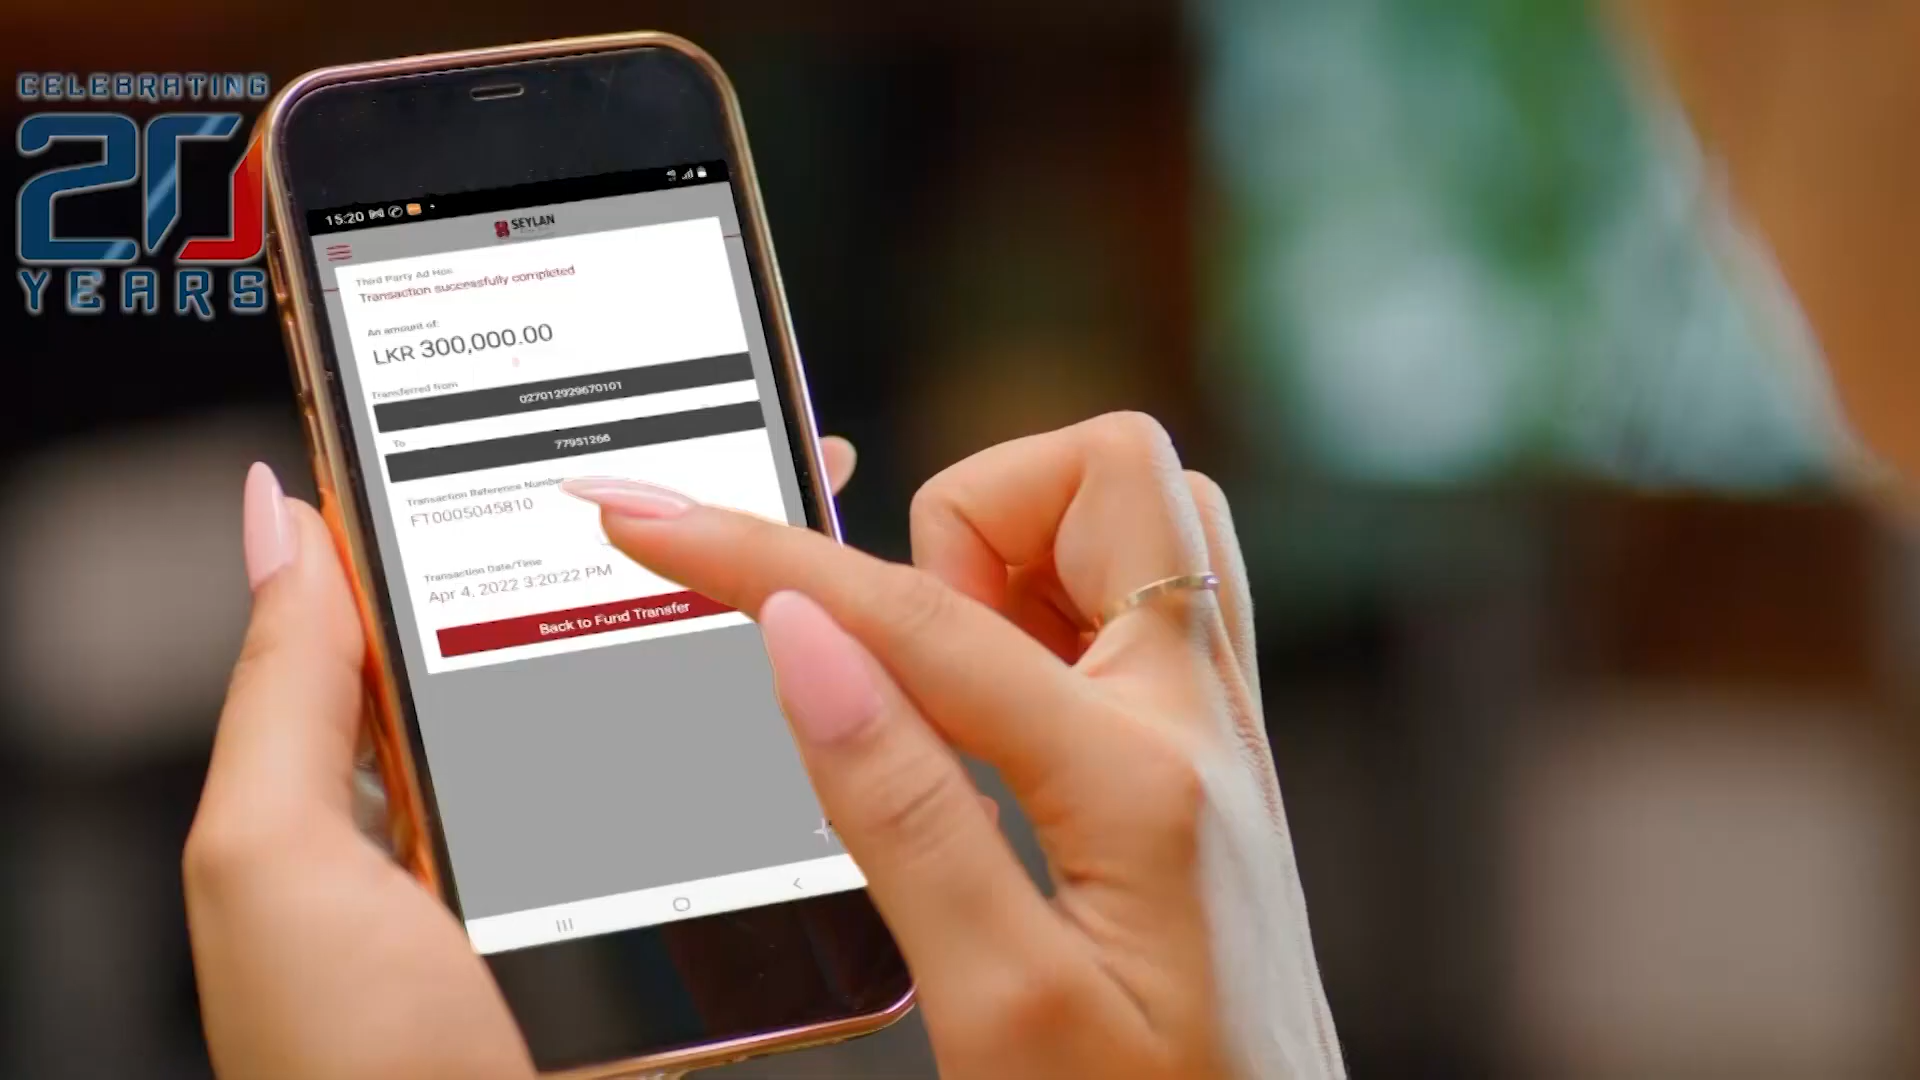 CELEBRATING
20
YEARS
15:20
SEYLAN
Third Party Ad Hoc
Transaction successfully completed
An amount of:
LKR 300,000.00
Transferred from
027012929670101
To
77951266
Transaction Reference Number
FT0005045810
Transaction Date/Time
Apr 4, 2022 3:20:22 PM
Back to Fund Transfer